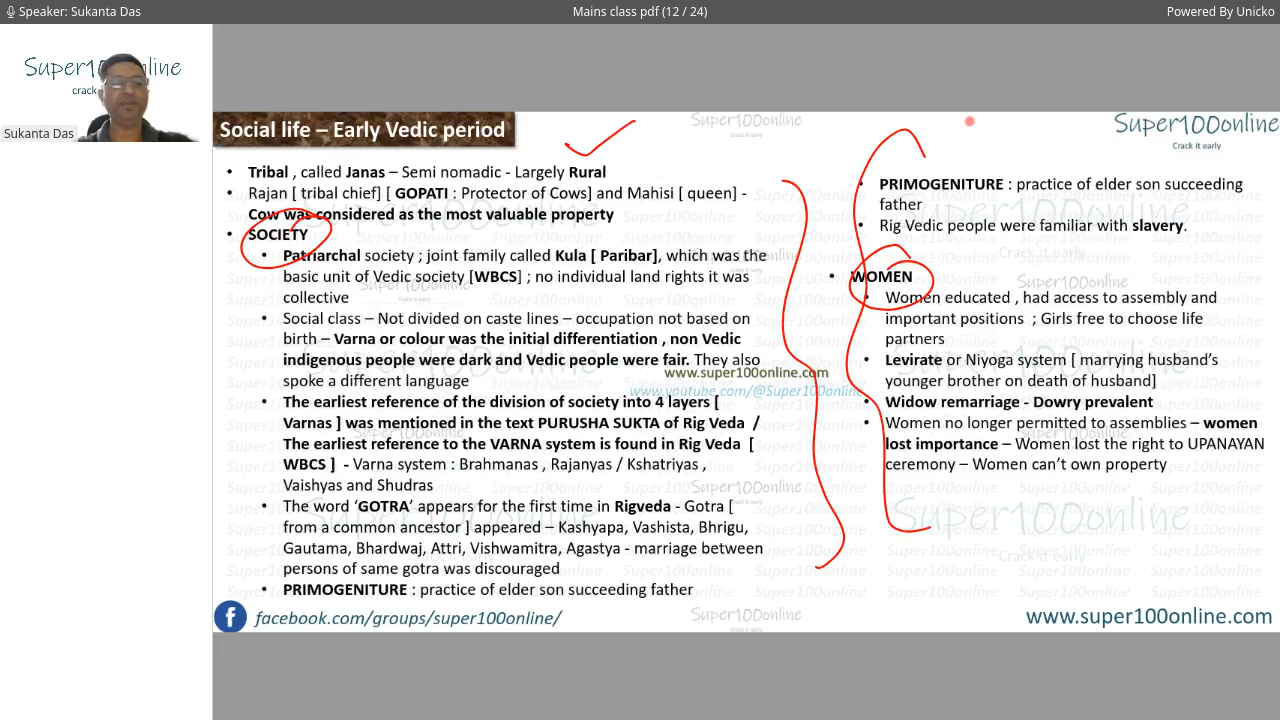 Speaker: Sukanta Das
Mains class pdf (12 / 24)
Powered By Unicko
Super100online
crack
Sukanta Das
Social life – Early Vedic period
Super100online
Crack it early
Super100online
Crack it early
• Tribal , called Janas – Semi nomadic - Largely Rural
• Rajan [ tribal chief] [ GOPATI : Protector of Cows] and Mahisi [ queen] -
Cow was considered as the most valuable property
• SOCIETY
• Patriarchal society ; joint family called Kula [ Paribar], which was the
basic unit of Vedic society [WBCS] ; no individual land rights it was
collective
• Social class – Not divided on caste lines – occupation not based on
birth – Varna or colour was the initial differentiation , non Vedic
indigenous people were dark and Vedic people were fair. They also
spoke a different language
• The earliest reference of the division of society into 4 layers [
Varnas ] was mentioned in the text PURUSHA SUKTA of Rig Veda /
The earliest reference to the VARNA system is found in Rig Veda [
WBCS ] - Varna system : Brahmanas , Rajanyas / Kshatriyas ,
Vaishyas and Shudras
• The word ‘GOTRA’ appears for the first time in Rigveda - Gotra [
from a common ancestor ] appeared – Kashyapa, Vashista, Bhrigu,
Gautama, Bhardwaj, Attri, Vishwamitra, Agastya - marriage between
persons of same gotra was discouraged
• PRIMOGENITURE : practice of elder son succeeding father
• PRIMOGENITURE : practice of elder son succeeding
father
• Rig Vedic people were familiar with slavery.
• WOMEN
• Women educated , had access to assembly and
important positions ; Girls free to choose life
partners
• Levirate or Niyoga system [ marrying husband’s
younger brother on death of husband]
• Widow remarriage - Dowry prevalent
• Women no longer permitted to assemblies – women
lost importance – Women lost the right to UPANAYAN
ceremony – Women can’t own property
www.super100online.com
www.youtube.com/@Super100online
f facebook.com/groups/super100online/
Super100online
Crack it early
www.super100online.com